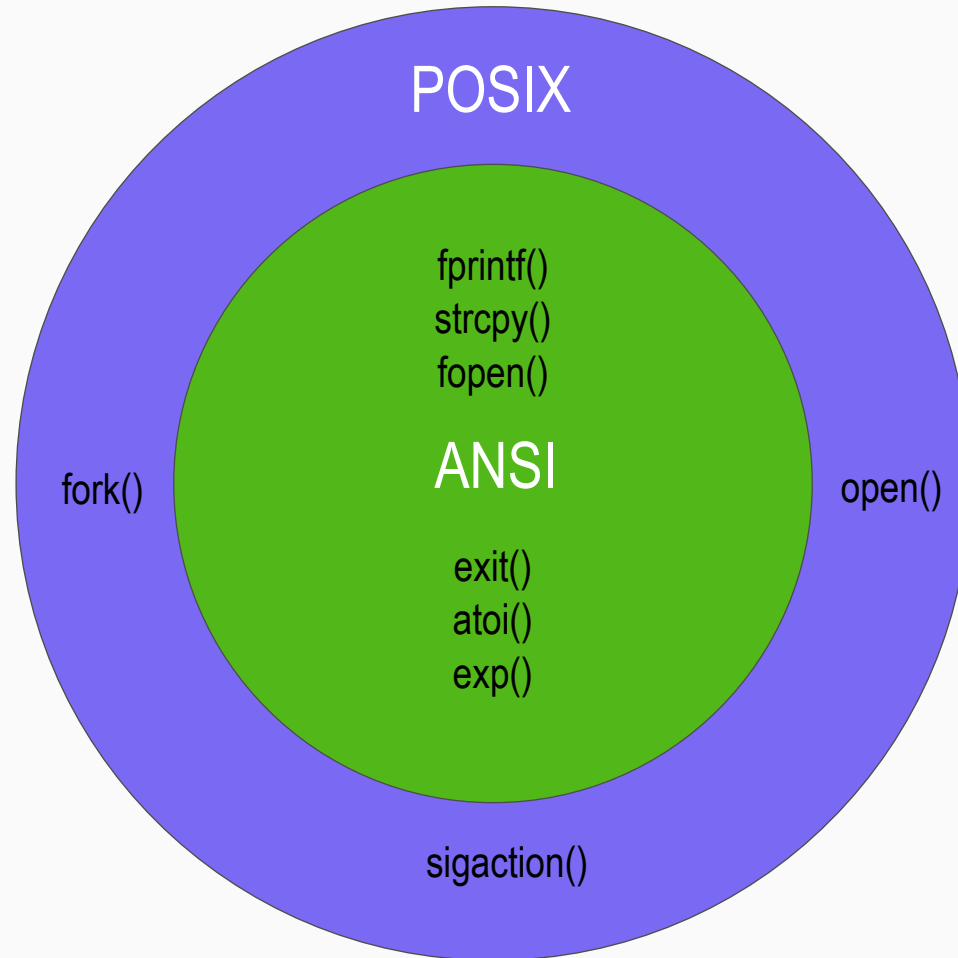 POSIX
fprintf()
strcpy()
fopen()
ANSI
fork()
open()
exit()
atoi()
exp()
sigaction()